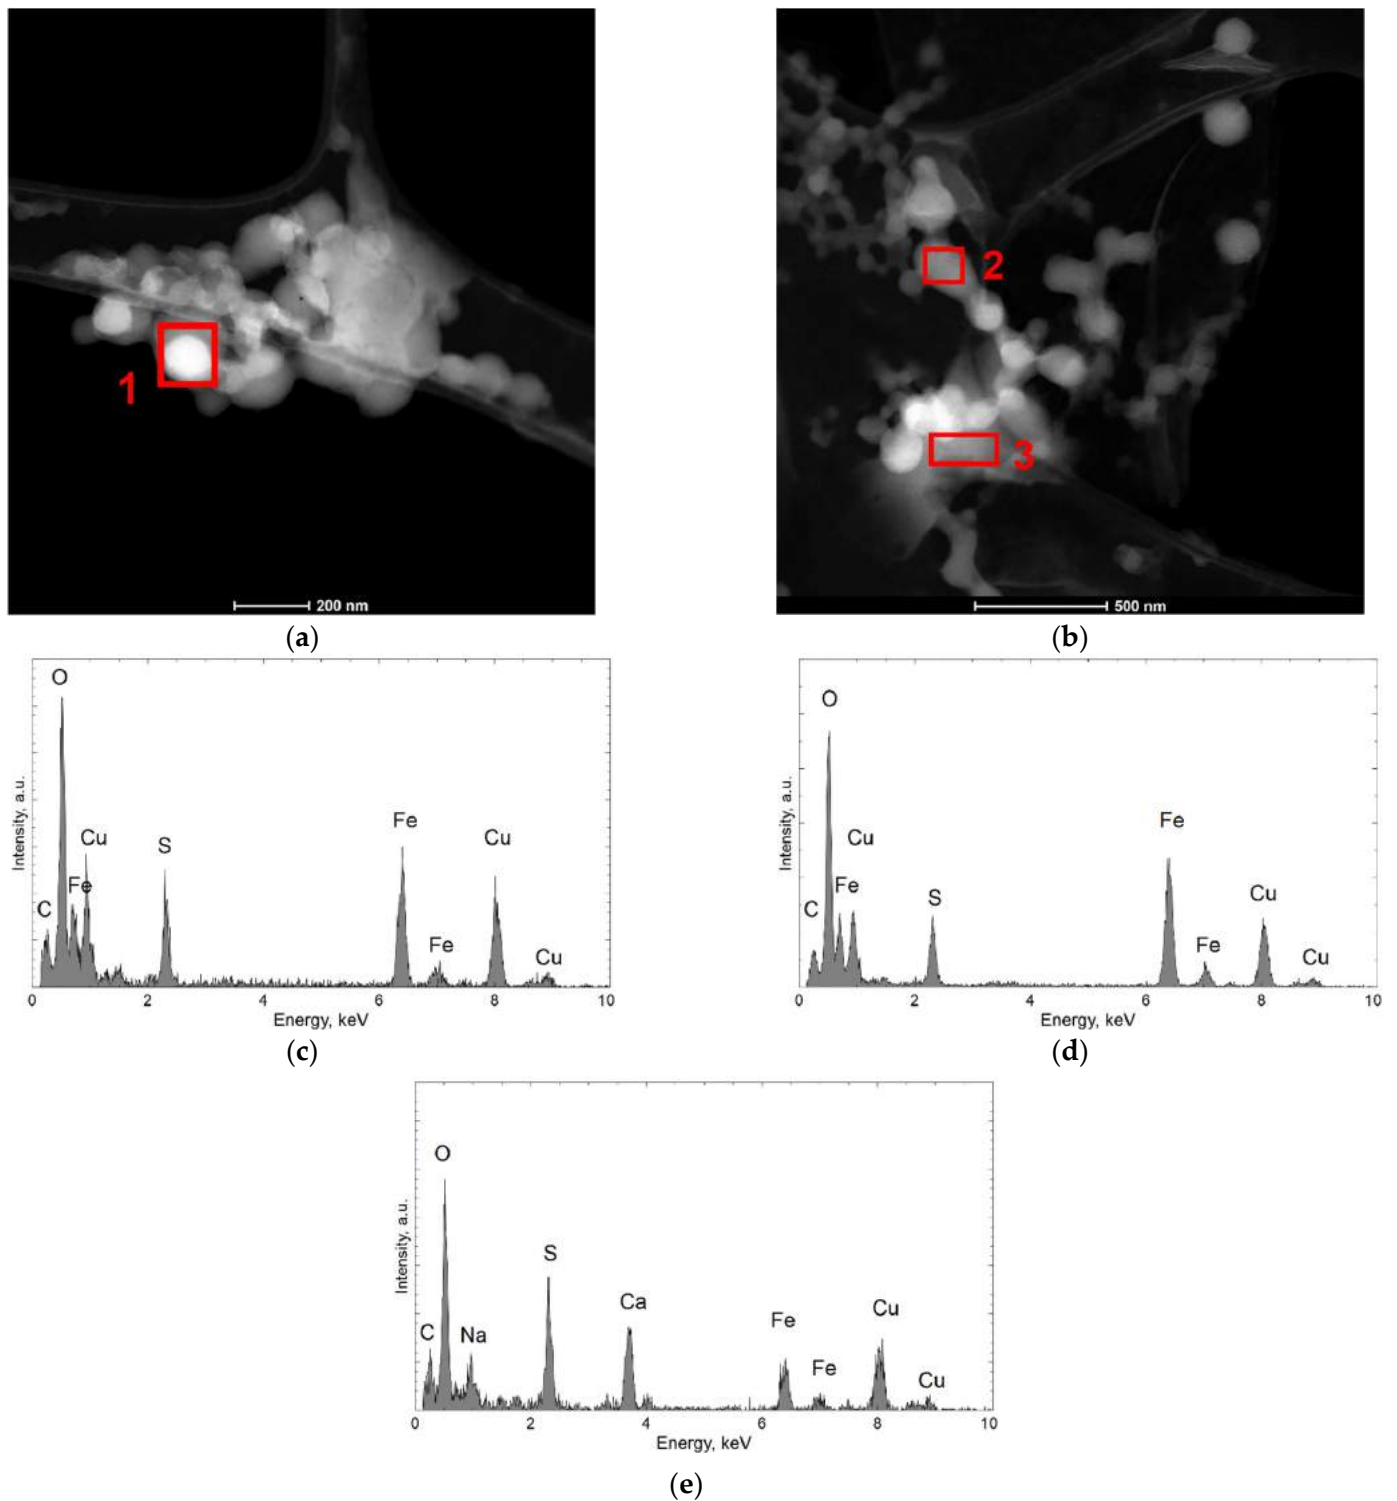 1
200 nm
2
3
500 nm
(a)
(b)
O
Cu
Fe
C
S
Fe
Fe
Cu
Cu
Intensity, a.u.
0 2 4 6 8 10
Energy, keV
(c)
O
Cu
Fe
C
S
Fe
Fe
Cu
Cu
Intensity, a.u.
0 2 4 6 8 10
Energy, keV
(d)
O
C
Na
S
Ca
Fe
Fe
Cu
Cu
Intensity, a.u.
0 2 4 6 8 10
Energy, keV
(e)